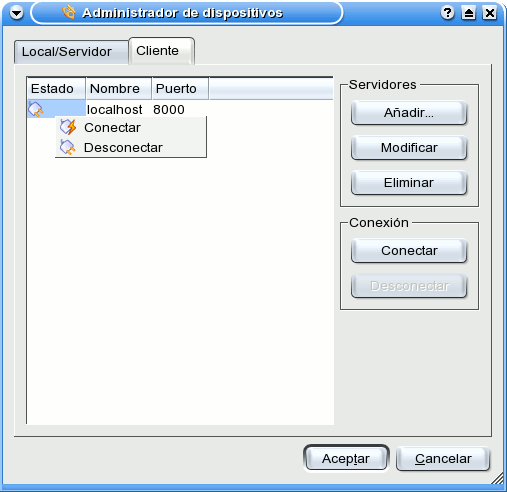 Administrador de dispositivos
Local/Servidor Cliente
Estado Nombre Puerto
localhost 8000
Conectar
Desconectar
Servidores
Añadir...
Modificar
Eliminar
Conexión
Conectar
Desconectar
Aceptar Cancelar